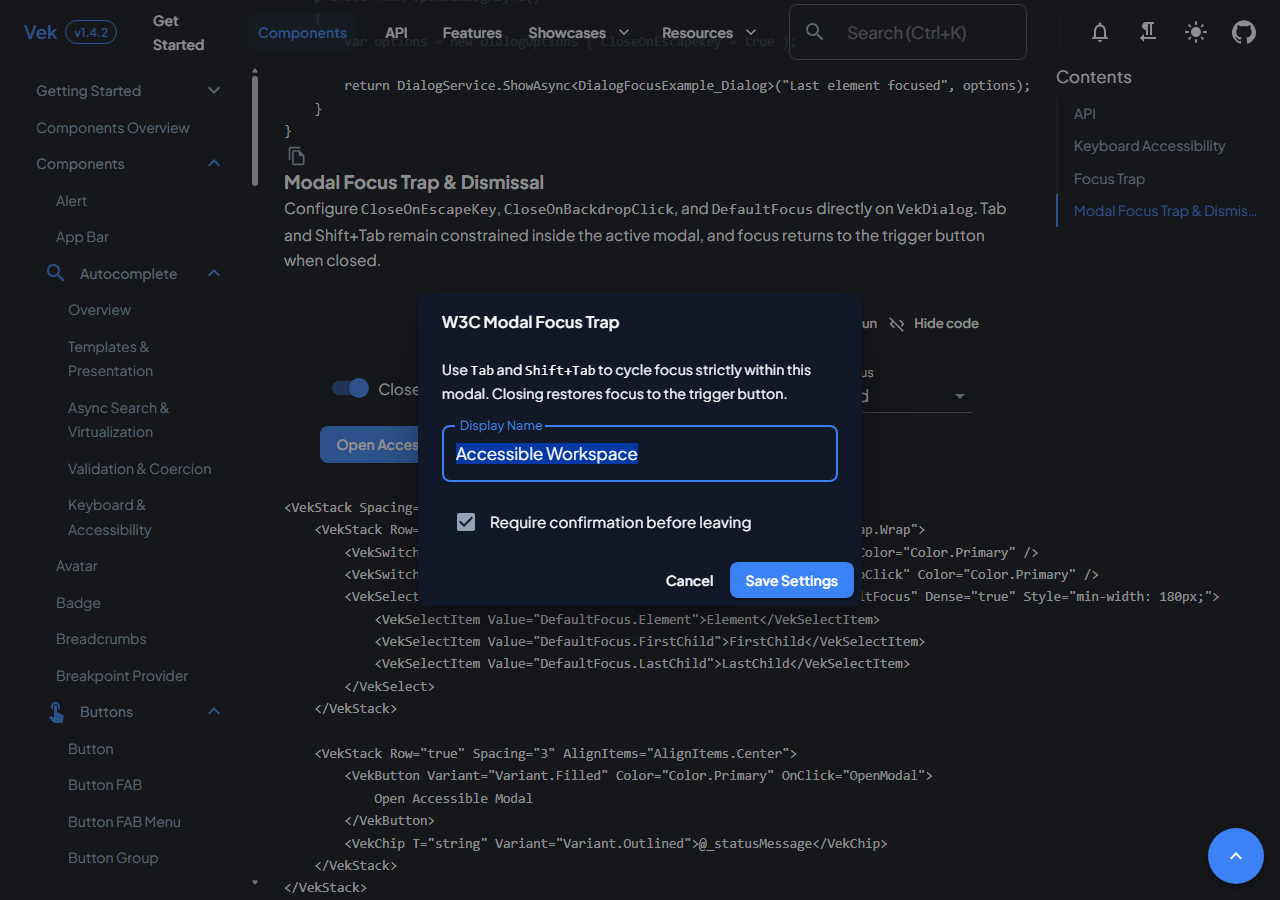 Vek v1.4.2
Get Started
Components
API
Features
Showcases
Resources
Search (Ctrl+K)
{
var options = new DialogOptions { CloseOnEscapeKey = true };
return DialogService.ShowAsync<DialogFocusExample_Dialog>("Last element focused", options);
}
}
Getting Started
Components Overview
Components
Alert
App Bar
Autocomplete
Overview
Templates &
Presentation
Async Search &
Virtualization
Validation & Coercion
Keyboard &
Accessibility
Avatar
Badge
Breadcrumbs
Breakpoint Provider
Buttons
Button
Button FAB
Button FAB Menu
Button Group
Modal Focus Trap & Dismissal
Configure CloseOnEscapeKey, CloseOnBackdropClick, and DefaultFocus directly on VekDialog. Tab
and Shift+Tab remain constrained inside the active modal, and focus returns to the trigger button
when closed.
un
Hide code
Close
us
d
Open Acces
W3C Modal Focus Trap
Use Tab and Shift+Tab to cycle focus strictly within this
modal. Closing restores focus to the trigger button.
Display Name
Accessible Workspace
Require confirmation before leaving
Cancel
Save Settings
<VekStack Spacing=
<VekStack Row= ap.Wrap">
<VekSwitch Color="Color.Primary" />
<VekSwitch pClick" Color="Color.Primary" />
<VekSelect ltFocus" Dense="true" Style="min-width: 180px;">
<VekSelectItem Value="DefaultFocus.Element">Element</VekSelectItem>
<VekSelectItem Value="DefaultFocus.FirstChild">FirstChild</VekSelectItem>
<VekSelectItem Value="DefaultFocus.LastChild">LastChild</VekSelectItem>
</VekSelect>
</VekStack>
<VekStack Row="true" Spacing="3" AlignItems="AlignItems.Center">
<VekButton Variant="Variant.Filled" Color="Color.Primary" OnClick="OpenModal">
Open Accessible Modal
</VekButton>
<VekChip T="string" Variant="Variant.Outlined">@_statusMessage</VekChip>
</VekStack>
</VekStack>
Contents
API
Keyboard Accessibility
Focus Trap
Modal Focus Trap & Dismis...